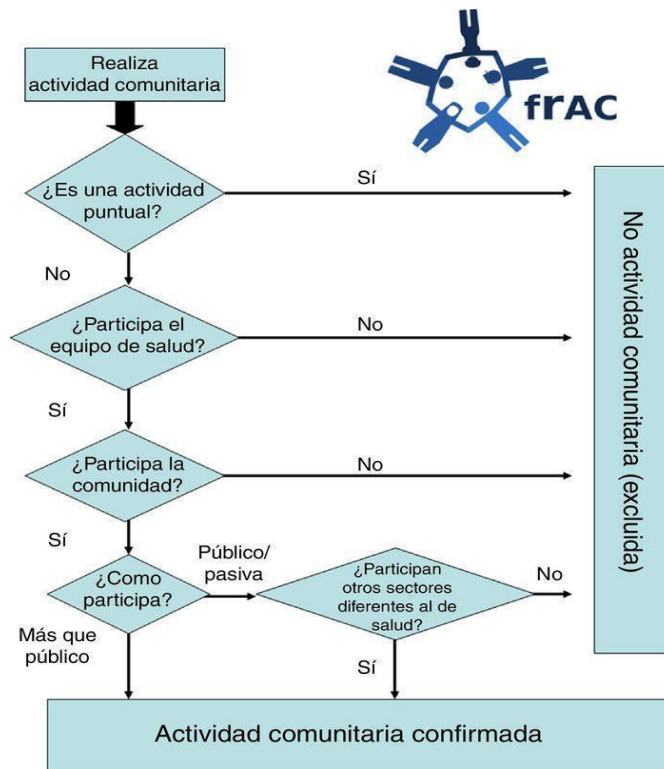 Realiza
actividad comunitaria
frAC
¿Es una actividad
puntual?
Sí
No
¿Participa el
equipo de salud?
No
Sí
¿Participa la
comunidad?
No
Sí
¿Como
participa?
Público/
pasiva
¿Participan
otros sectores
diferentes al de
salud?
No
Más que
público
Sí
No actividad comunitaria (excluida)
Actividad comunitaria confirmada